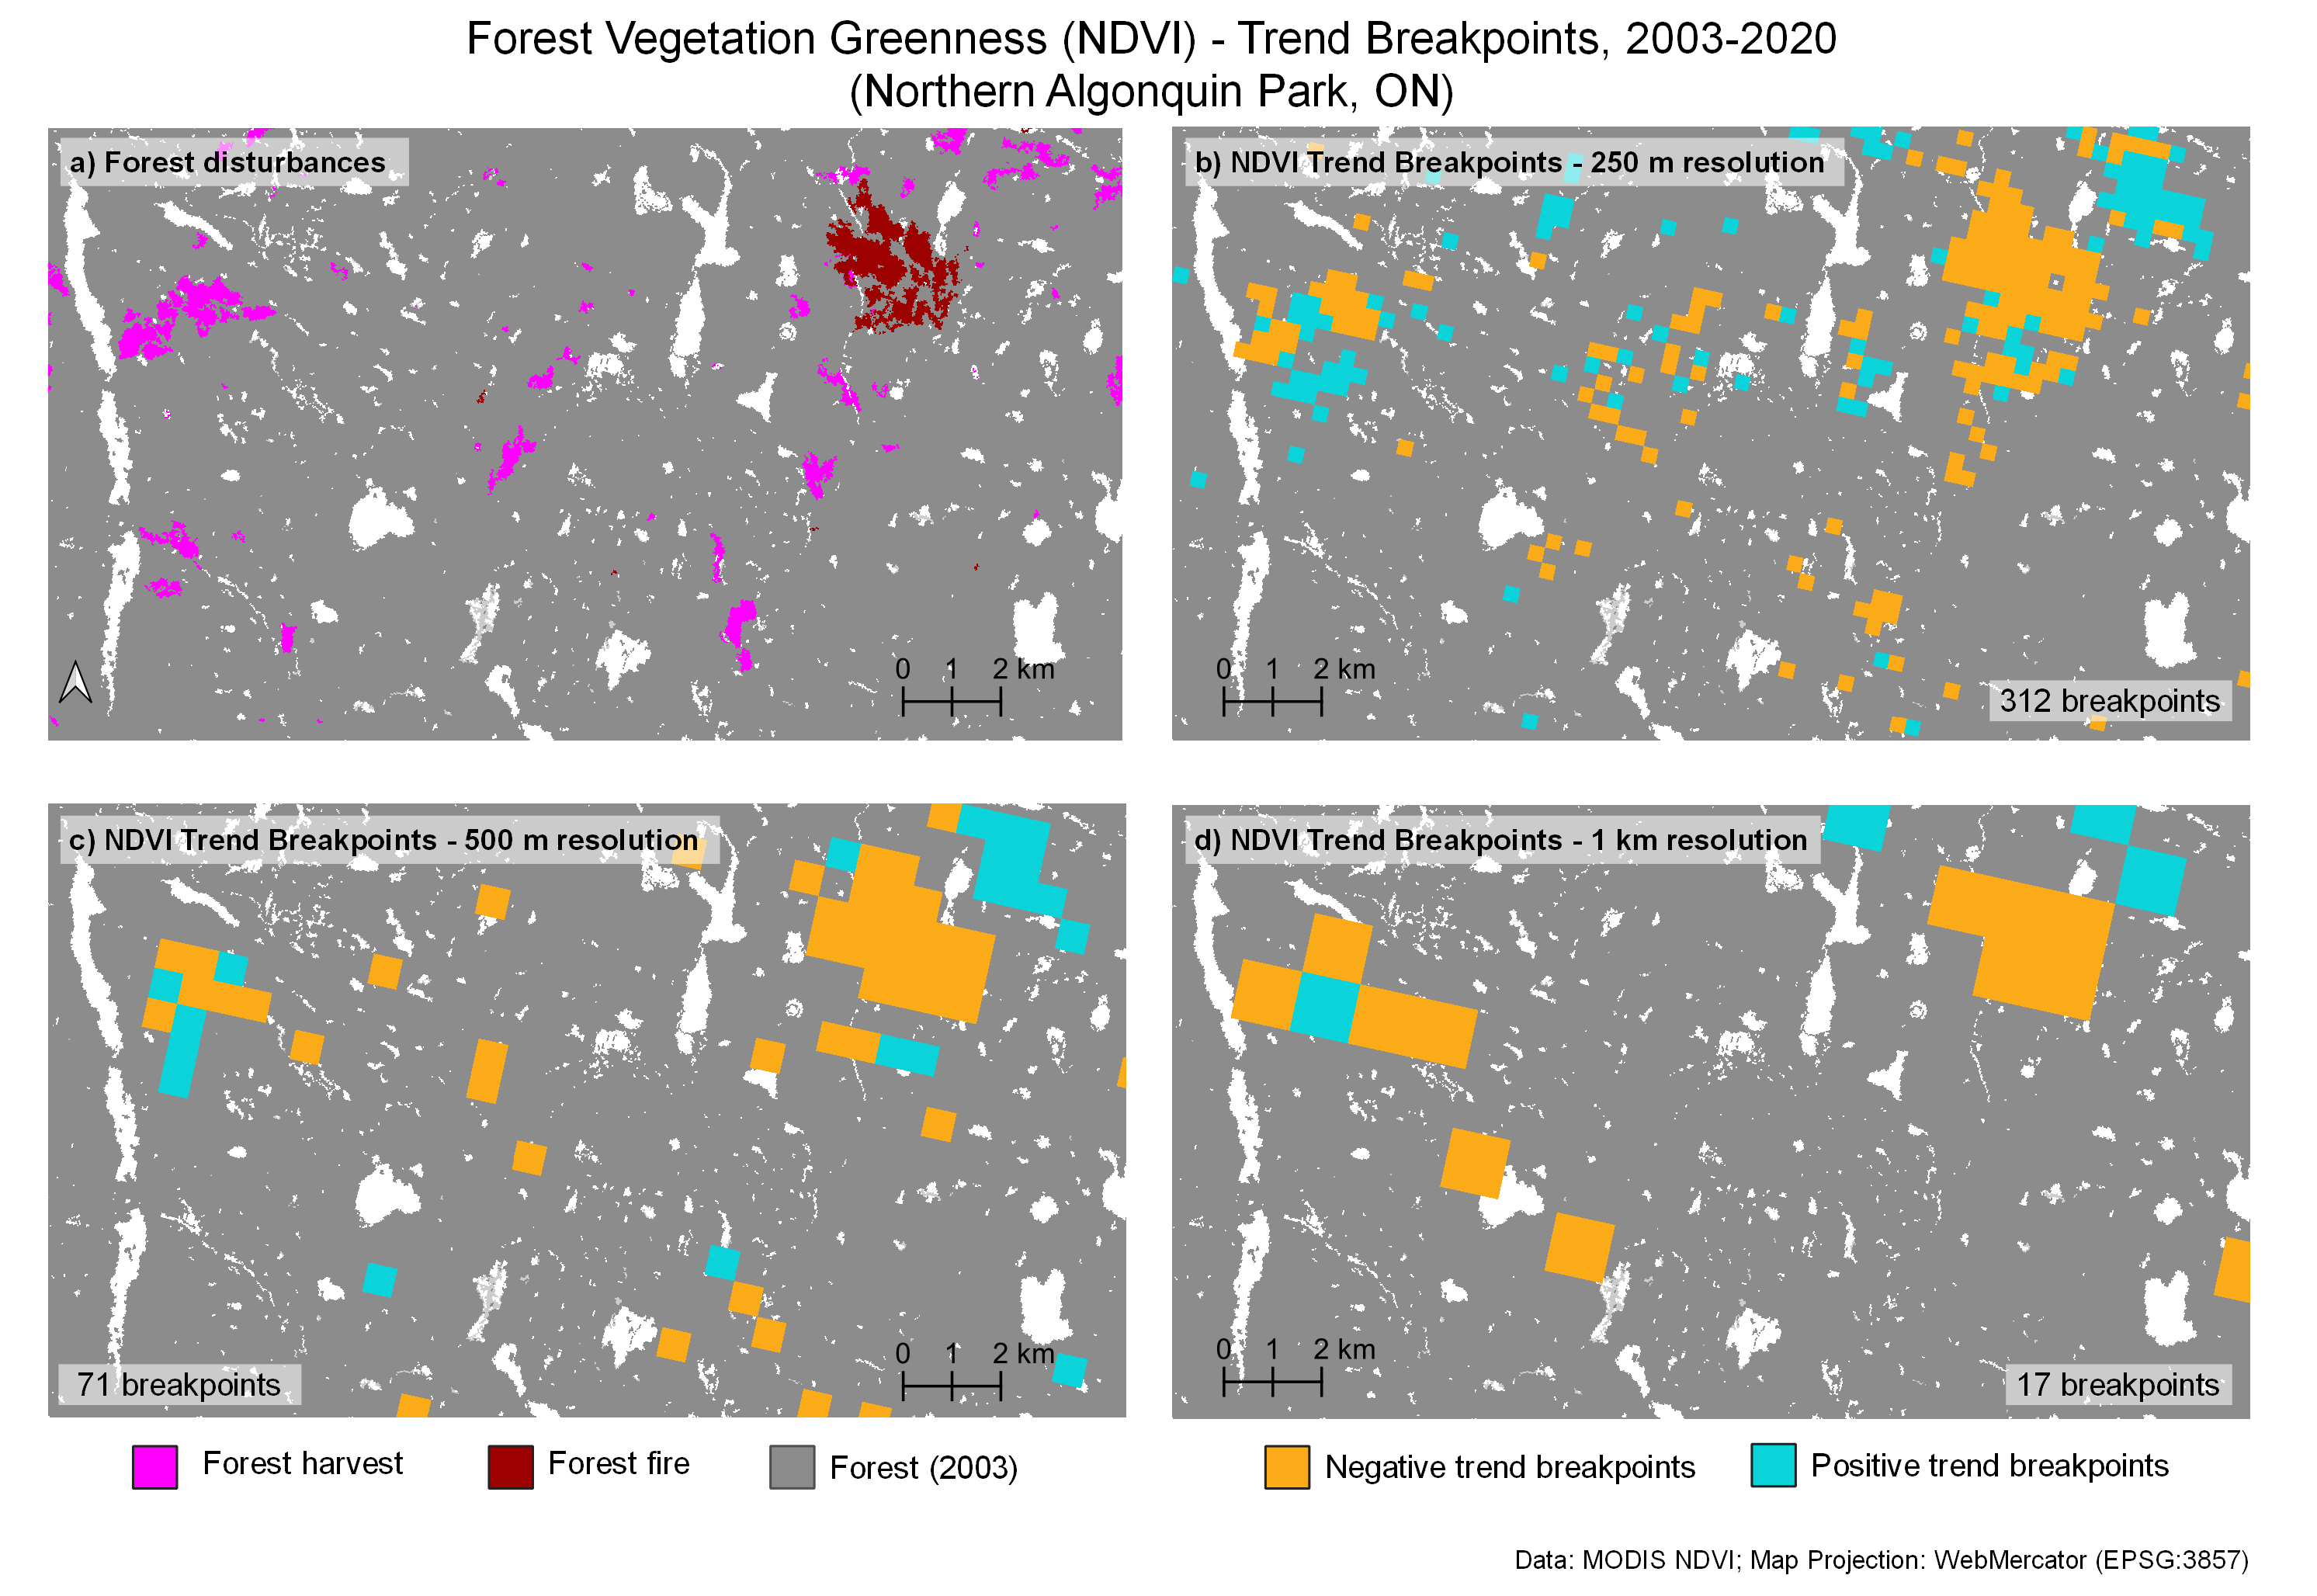 Forest Vegetation Greenness (NDVI) - Trend Breakpoints, 2003-2020
(Northern Algonquin Park, ON)
a) Forest disturbances
0 1 2 km
b) NDVI Trend Breakpoints - 250 m resolution
0 1 2 km
312 breakpoints
c) NDVI Trend Breakpoints - 500 m resolution
0 1 2 km
71 breakpoints
d) NDVI Trend Breakpoints - 1 km resolution
0 1 2 km
17 breakpoints
Forest harvest
Forest fire
Forest (2003)
Negative trend breakpoints
Positive trend breakpoints
Data: MODIS NDVI; Map Projection: WebMercator (EPSG:3857)